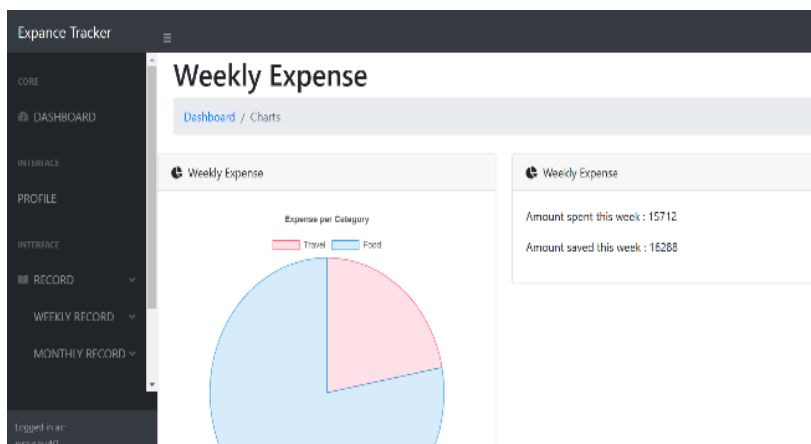 Expance Tracker
CORE
DASHBOARD
INTERFACE
PROFILE
INTERFACE
RECORD
WEEKLY RECORD
MONTHLY RECORD
Logged in as:
Weekly Expense
Dashboard / Charts
Weekly Expense
Expense per Category
Travel Food
Weekly Expense
Amount spent this week : 15712
Amount saved this week : 16288